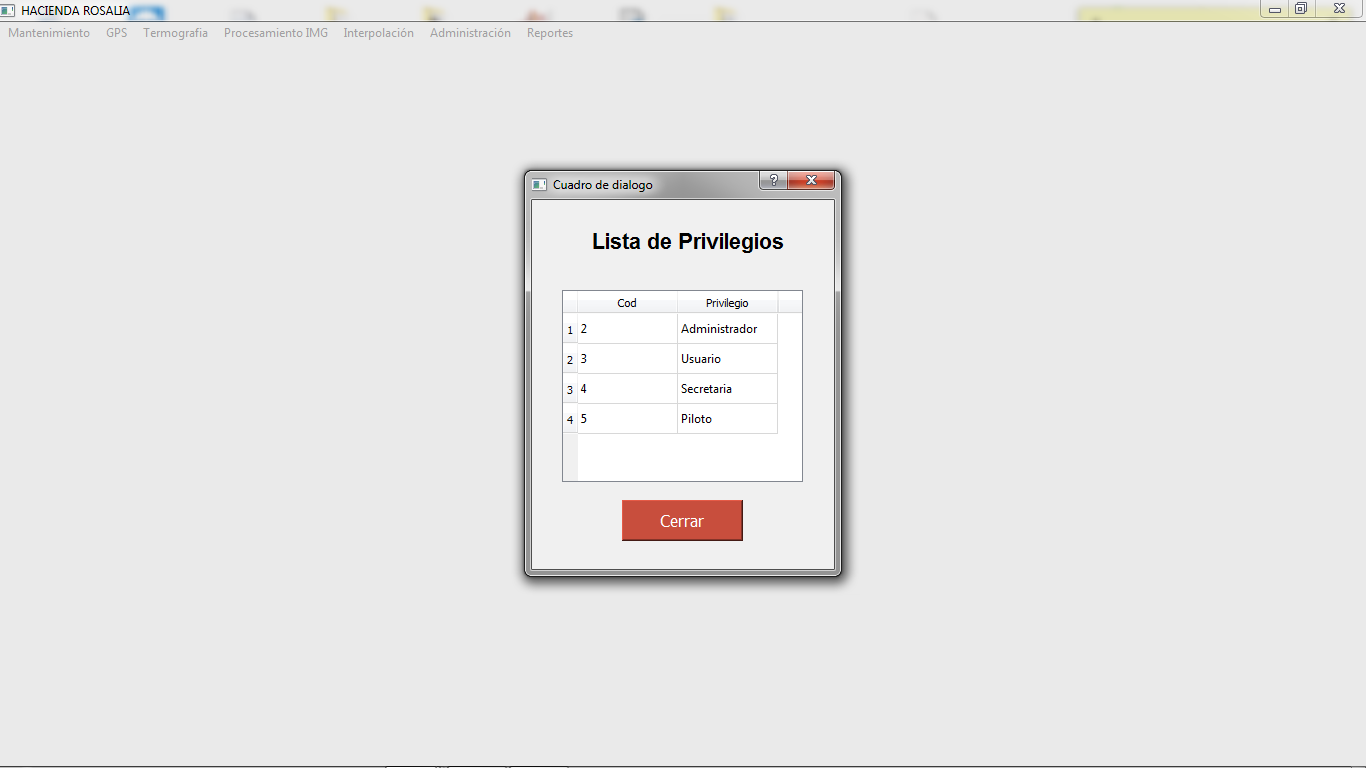 HACIENDA ROSALIA
Mantenimiento GPS Termografia Procesamiento IMG Interpolación Administración Reportes
Cuadro de dialogo ?
Lista de Privilegios
Cod Privilegio
1 2 Administrador
2 3 Usuario
3 4 Secretaria
4 5 Piloto
Cerrar